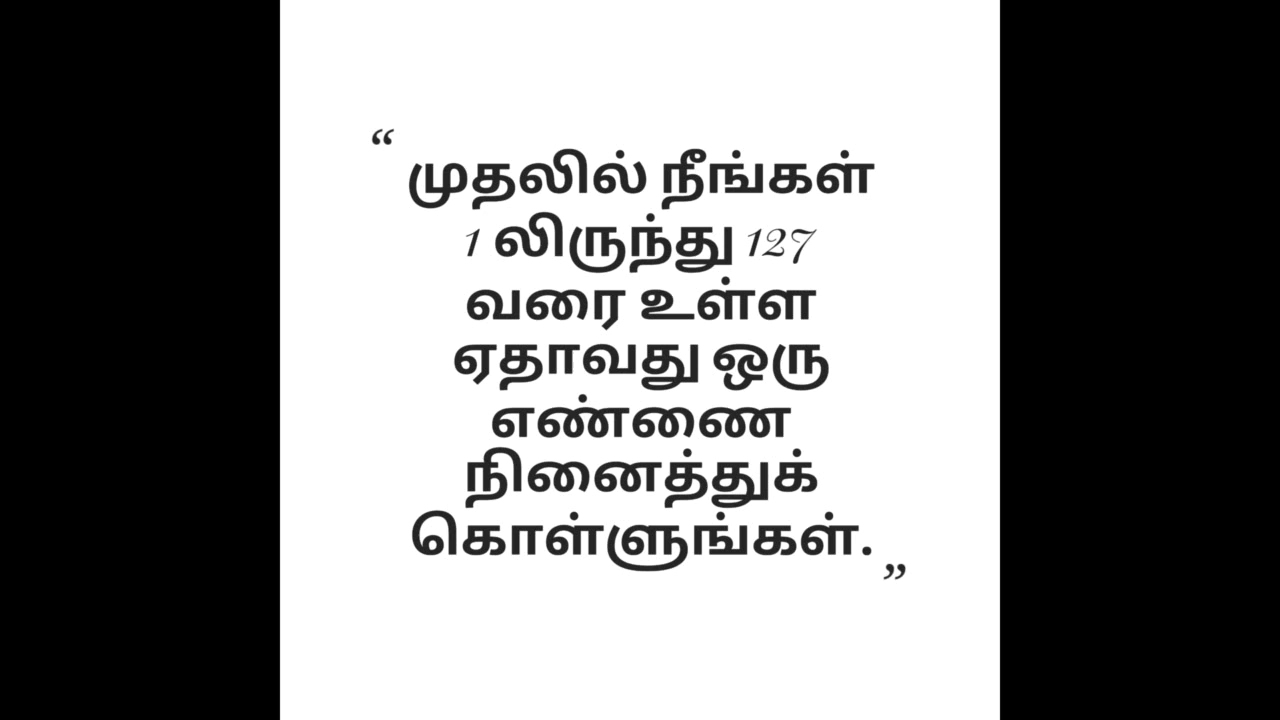 “ முதலில் நீங்கள்
1 லிருந்து 127
வரை உள்ள
ஏதாவது ஒரு
எண்ணை
நினைத்துக்
கொள்ளுங்கள். ”